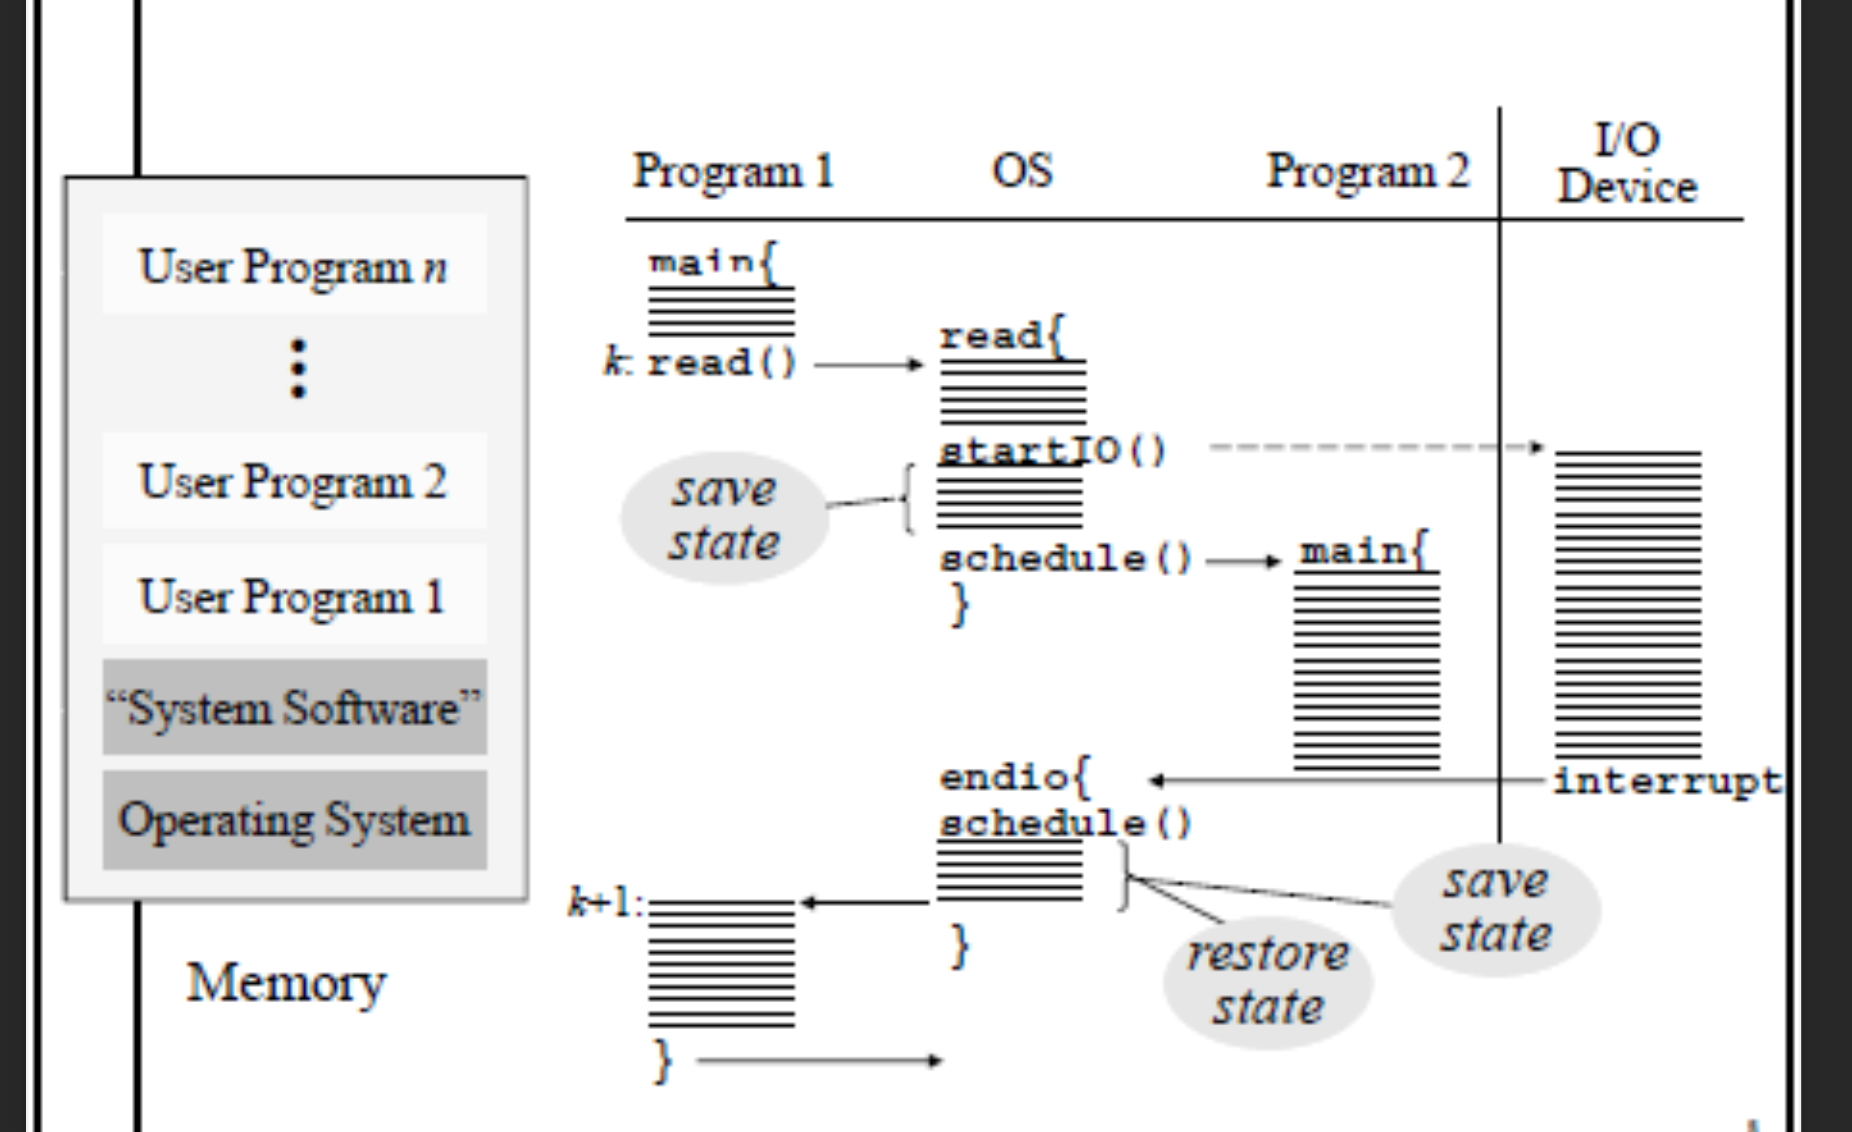 User Program n
User Program 2
User Program 1
“System Software”
Operating System
Memory
Program 1
OS
Program 2
I/O
Device
main{
k: read()
read{
startIO()
save
state
schedule()
}
main{
endio{
interrupt
schedule()
save
state
k+1:
}
restore
state
}